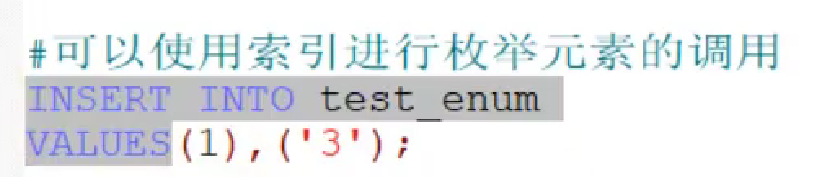 #可以使用索引进行枚举元素的调用
INSERT INTO test_enum
VALUES(1),('3');